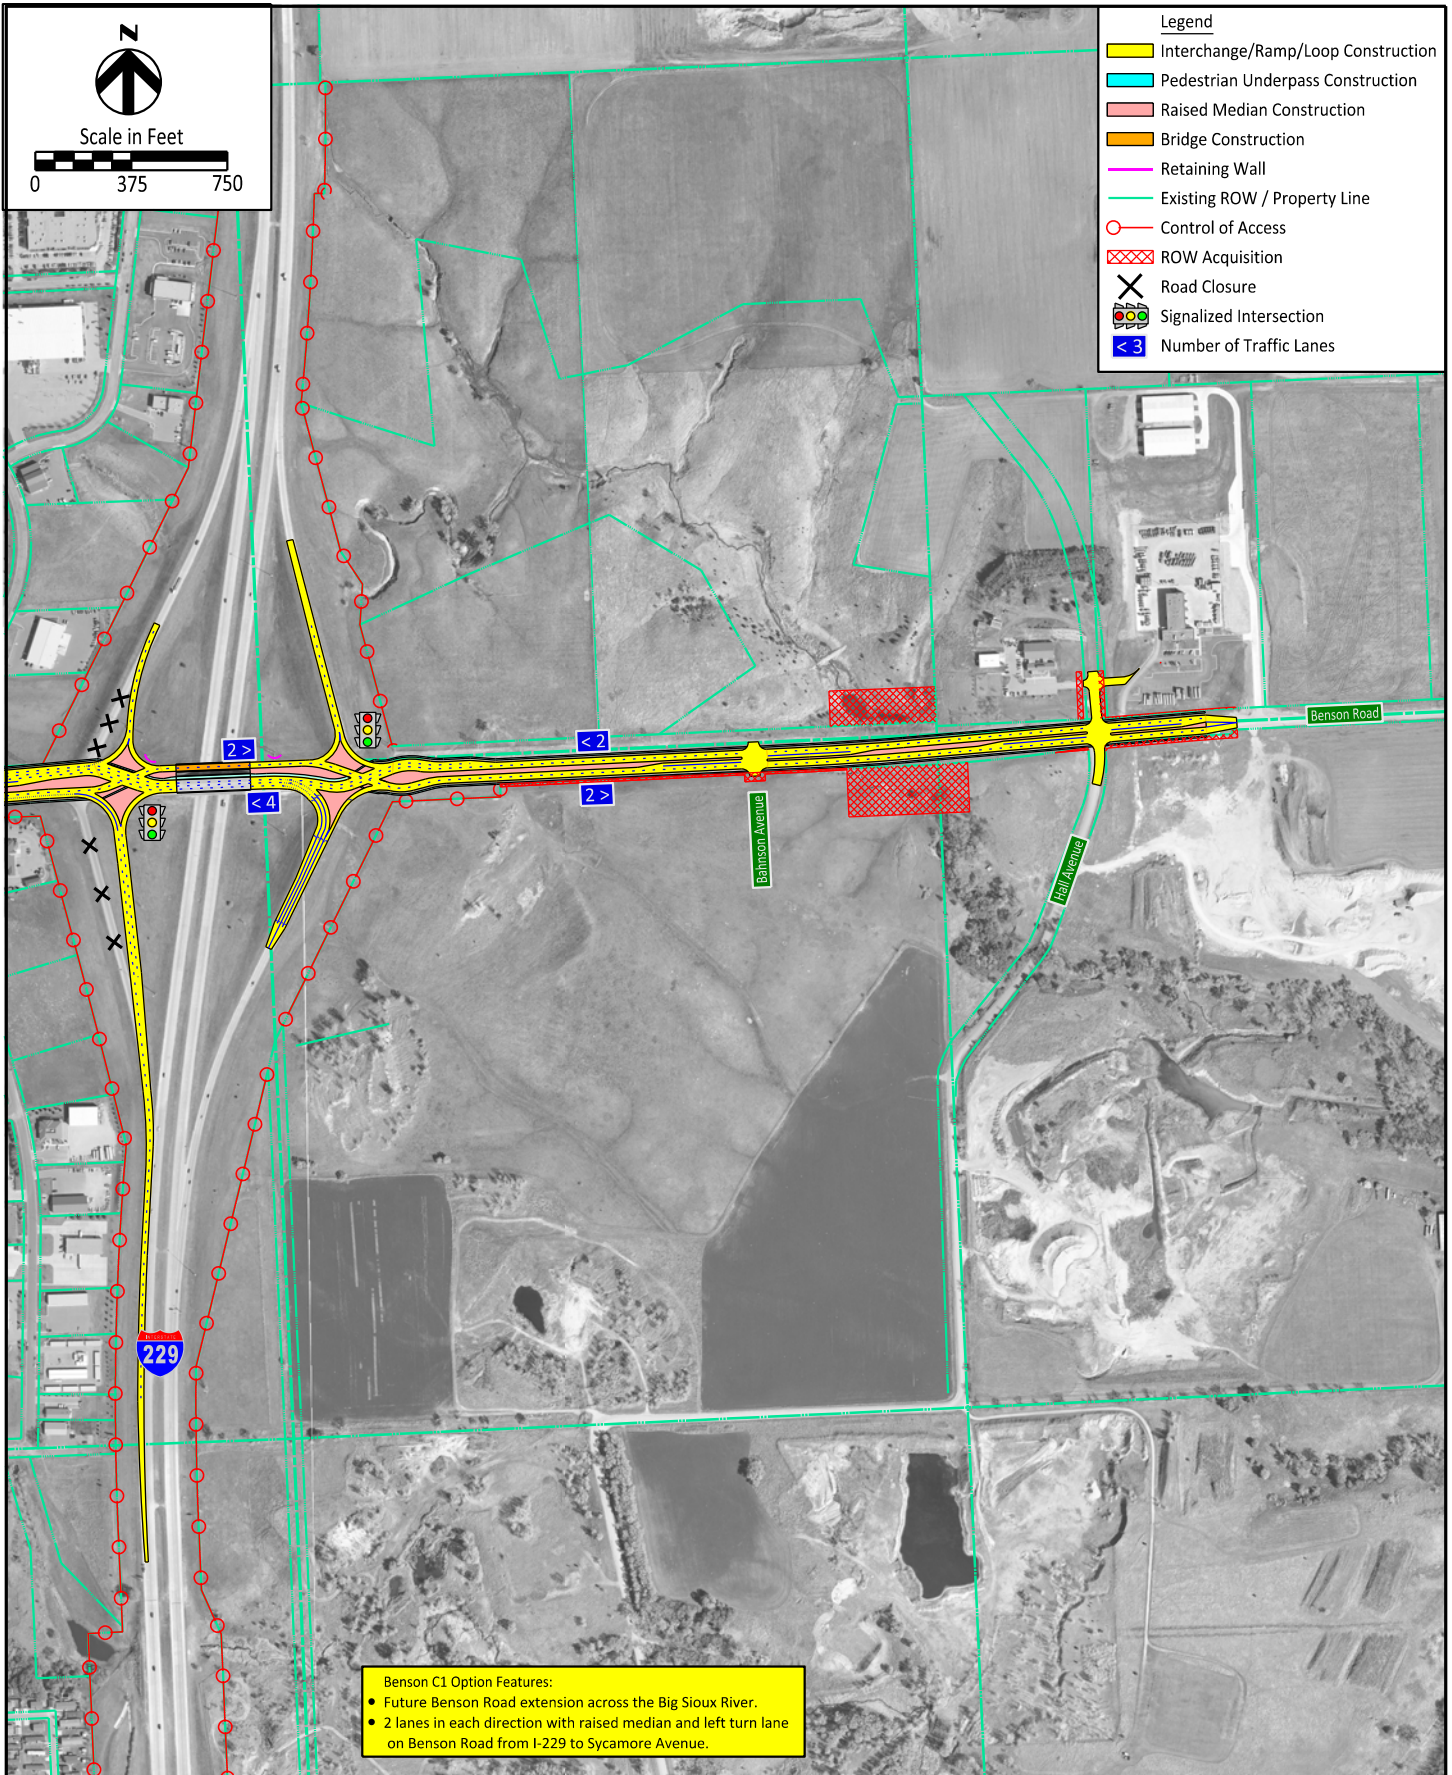 N
Scale in Feet
0 375 750
Legend
Interchange/Ramp/Loop Construction
Pedestrian Underpass Construction
Raised Median Construction
Bridge Construction
Retaining Wall
Existing ROW / Property Line
Control of Access
ROW Acquisition
Road Closure
Signalized Intersection
< 3 Number of Traffic Lanes
Benson Road
2 >
< 2
< 4
2 >
Bahnson Avenue
Hall Avenue
INTERSTATE
229
Benson C1 Option Features:
• Future Benson Road extension across the Big Sioux River.
• 2 lanes in each direction with raised median and left turn lane
on Benson Road from I-229 to Sycamore Avenue.